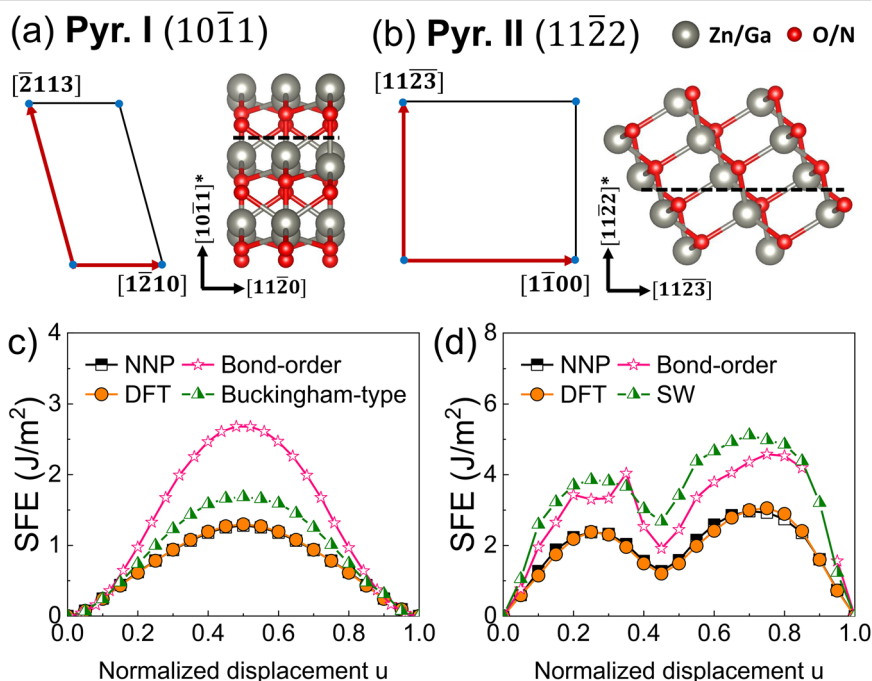 (a) Pyr. I (101̅1)
(b) Pyr. II (112̅2)
Zn/Ga
O/N
[2̅113]
[12̅10]
[101̅1]*
[112̅0]
[112̅3̅]
[11̅00]
[112̅2]*
[112̅3̅]
c)
(d)
NNP
Bond-order
DFT
Buckingham-type
NNP
Bond-order
DFT
SW
SFE (J/m²)
4
3
2
1
0
0.0 0.2 0.4 0.6 0.8 1.0
Normalized displacement u
SFE (J/m²)
8
6
4
2
0
0.0 0.2 0.4 0.6 0.8 1.0
Normalized displacement u